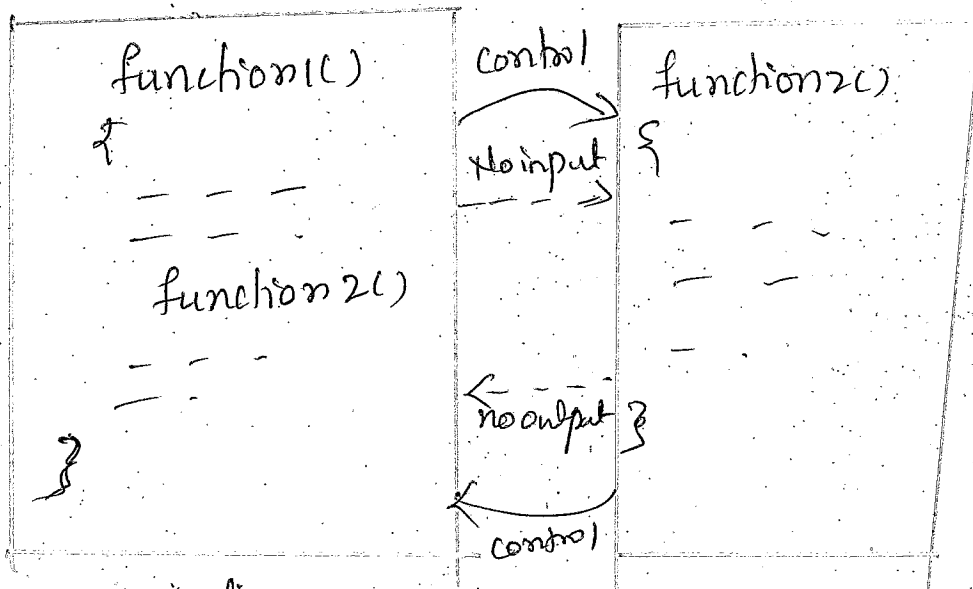 function1()
{
function2()
}
control
No input
no output
control
function2()
{
}